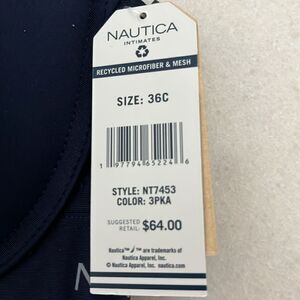 NAUTICA
INTIMATES
RECYCLED MICROFIBER & MESH
SIZE: 36C
1 97794 65224 6
STYLE: NT7453
COLOR: 3PKA
SUGGESTED
RETAIL: $64.00
Nautica™ ™ are trademarks of
Nautica Apparel, Inc.
© Nautica Apparel, Inc. nautica.com
N